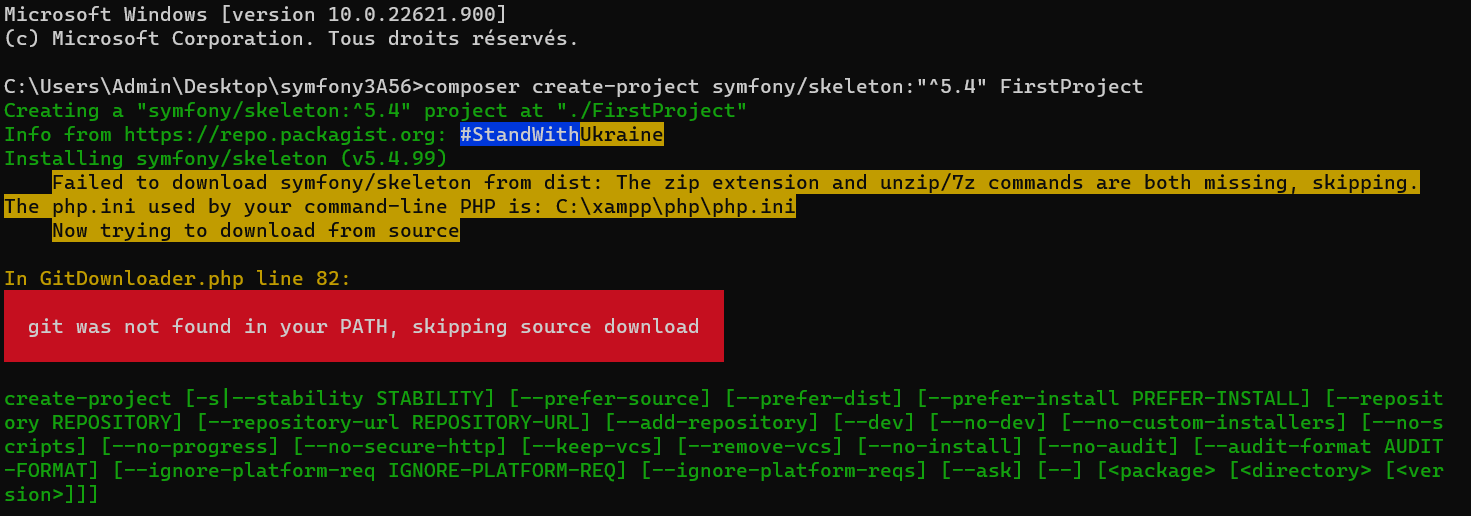 Microsoft Windows [version 10.0.22621.900]
(c) Microsoft Corporation. Tous droits réservés.
C:\Users\Admin\Desktop\symfony3A56>composer create-project symfony/skeleton:"^5.4" FirstProject
Creating a "symfony/skeleton:^5.4" project at "./FirstProject"
Info from https://repo.packagist.org: #StandWithUkraine
Installing symfony/skeleton (v5.4.99)
    Failed to download symfony/skeleton from dist: The zip extension and unzip/7z commands are both missing, skipping.
The php.ini used by your command-line PHP is: C:\xampp\php\php.ini
    Now trying to download from source
In GitDownloader.php line 82:
  git was not found in your PATH, skipping source download
create-project [-s|--stability STABILITY] [--prefer-source] [--prefer-dist] [--prefer-install PREFER-INSTALL] [--reposit
ory REPOSITORY] [--repository-url REPOSITORY-URL] [--add-repository] [--dev] [--no-dev] [--no-custom-installers] [--no-s
cripts] [--no-progress] [--no-secure-http] [--keep-vcs] [--remove-vcs] [--no-install] [--no-audit] [--audit-format AUDIT
-FORMAT] [--ignore-platform-req IGNORE-PLATFORM-REQ] [--ignore-platform-reqs] [--ask] [--] [<package> [<directory> [<ver
sion>]]]